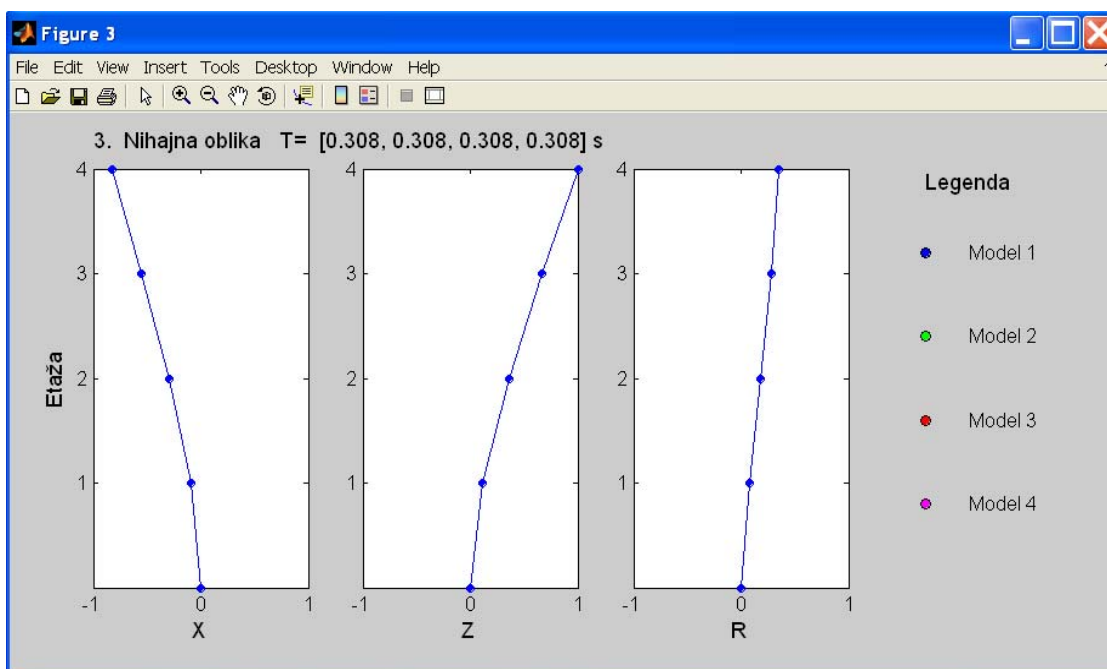 Figure 3
File Edit View Insert Tools Desktop Window Help
3. Nihajna oblika T= [0.308, 0.308, 0.308, 0.308] s
Etaža
4
3
2
1
-1 0 1
X
4
3
2
1
-1 0 1
Z
4
3
2
1
-1 0 1
R
Legenda
Model 1
Model 2
Model 3
Model 4